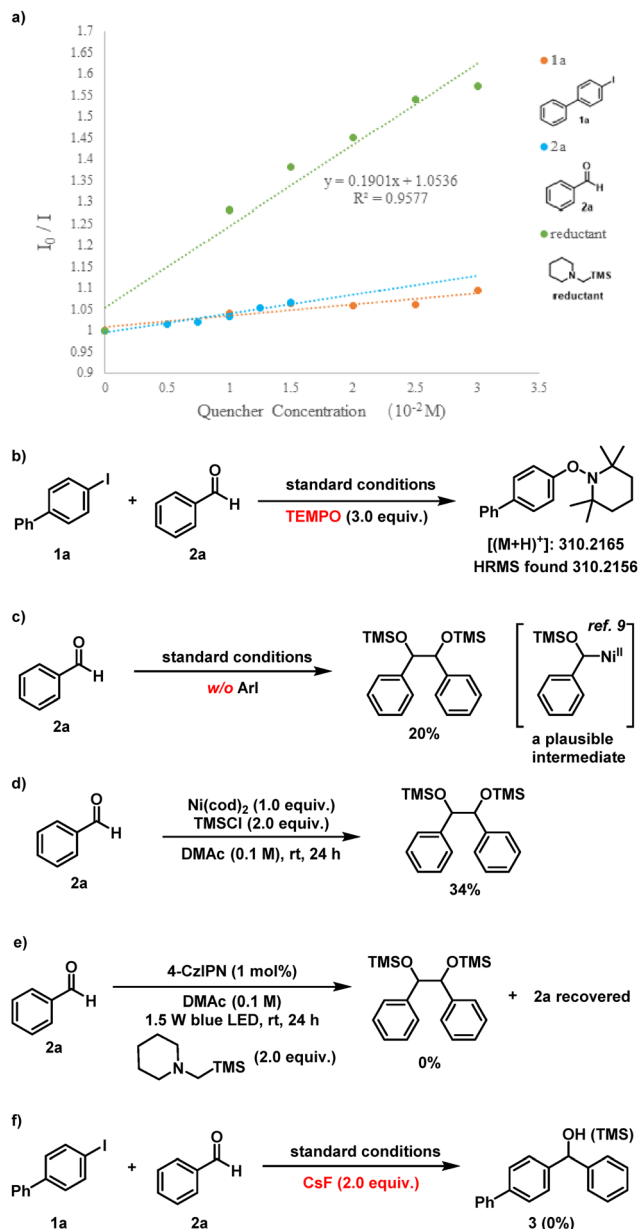 a)
1.7
1.6
1.5
1.4
1.35
1.3
1.25
1.2
1.15
1.1
1.05
1
0.95
0.9
I0 / I
0
0.5
1
1.5
2
2.5
3
3.5
Quencher Concentration (10-2 M)
y = 0.1901x + 1.0536
R² = 0.9577
1a
I
1a
2a
O
H
2a
reductant
N
TMS
reductant
b)
I
Ph
1a
+
O
H
2a
standard conditions
TEMPO (3.0 equiv.)
O
N
Ph
[(M+H)+]: 310.2165
HRMS found 310.2156
c)
O
H
2a
standard conditions
w/o ArI
TMSO OTMS
20%
ref. 9
TMSO
NiII
a plausible
intermediate
d)
O
H
2a
Ni(cod)2 (1.0 equiv.)
TMSCl (2.0 equiv.)
DMAc (0.1 M), rt, 24 h
TMSO OTMS
34%
e)
O
H
2a
4-CzIPN (1 mol%)
DMAc (0.1 M)
1.5 W blue LED, rt, 24 h
N
TMS
(2.0 equiv.)
TMSO OTMS
0%
+ 2a recovered
f)
I
Ph
1a
+
O
H
2a
standard conditions
CsF (2.0 equiv.)
OH (TMS)
Ph
3 (0%)